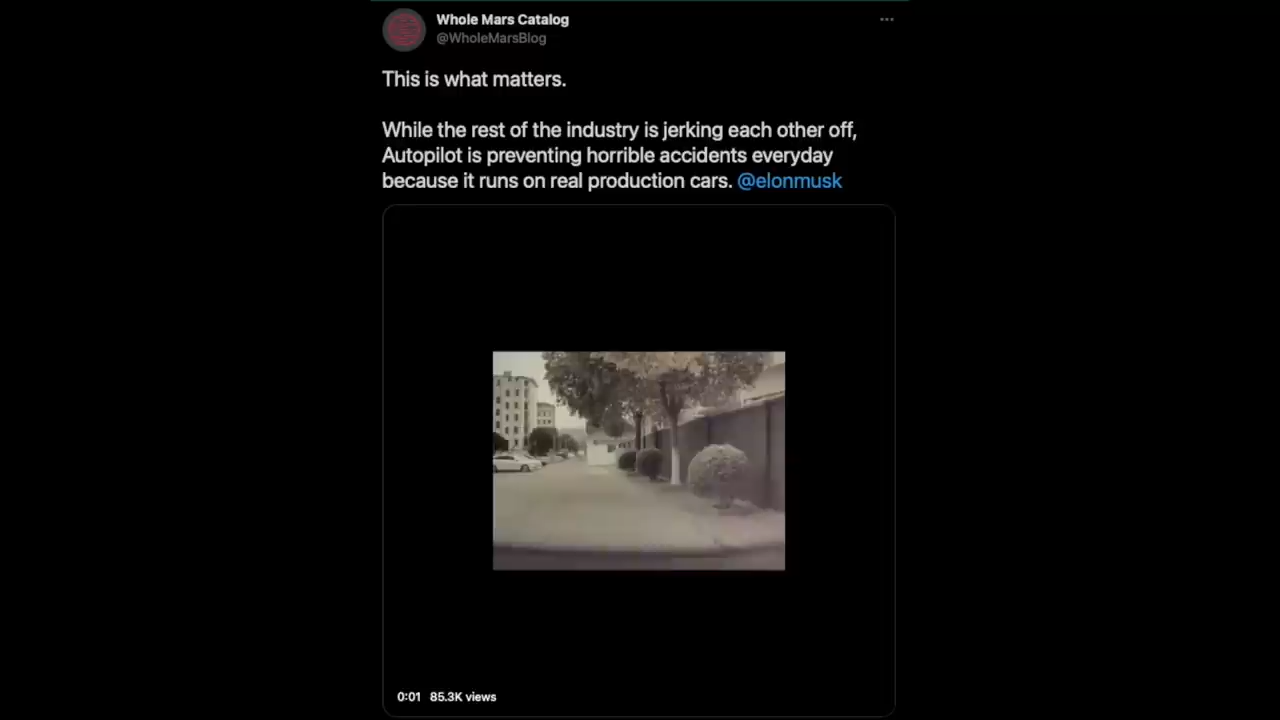 Whole Mars Catalog
@WholeMarsBlog
This is what matters.
While the rest of the industry is jerking each other off,
Autopilot is preventing horrible accidents everyday
because it runs on real production cars. @elonmusk
0:01 85.3K views